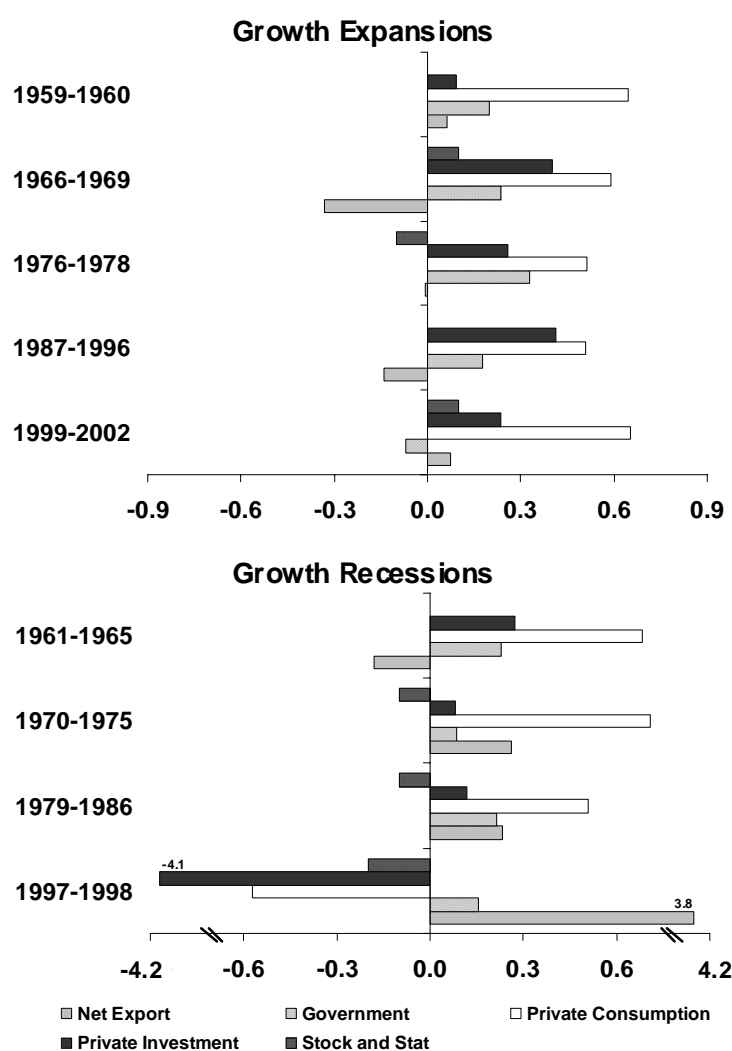 Growth Expansions
1959-1960
1966-1969
1976-1978
1987-1996
1999-2002
-0.9 -0.6 -0.3 0.0 0.3 0.6 0.9
Growth Recessions
1961-1965
1970-1975
1979-1986
-4.1
1997-1998
3.8
-4.2 -0.6 -0.3 0.0 0.3 0.6 4.2
Net Export Government Private Consumption
Private Investment Stock and Stat